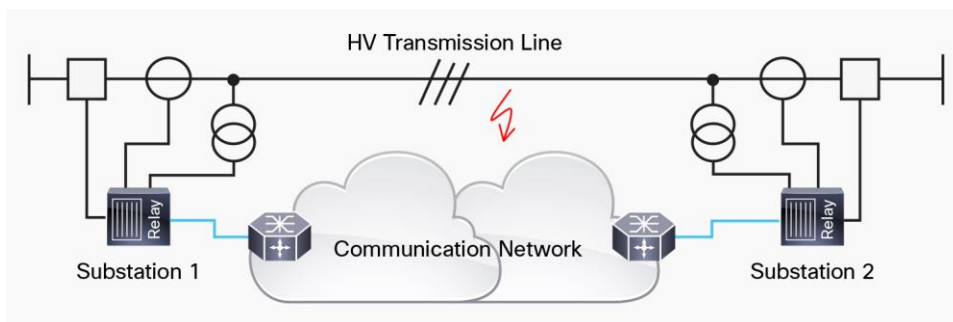 HV Transmission Line
Relay
Relay
Communication Network
Substation 1
Substation 2